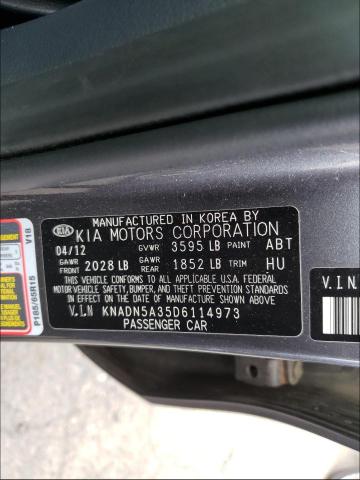 MANUFACTURED IN KOREA BY
KIA KIA MOTORS CORPORATION
04/12 GVWR 3595 LB PAINT ABT
GAWR FRONT 2028 LB GAWR REAR 1852 LB TRIM HU
THIS VEHICLE CONFORMS TO ALL APPLICABLE U.S.A. FEDERAL
MOTOR VEHICLE SAFETY, BUMPER, AND THEFT PREVENTION STANDARDS
IN EFFECT ON THE DATE OF MANUFACTURE SHOWN ABOVE.
V.I.N KNADN5A35D6114973
PASSENGER CAR
V18
P185/65R15
V.I.N